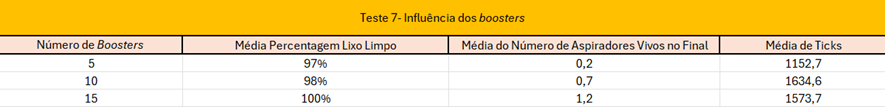 Teste 7- Influência dos boosters
Número de Boosters Média Percentagem Lixo Limpo Média do Número de Aspiradores Vivos no Final Média de Ticks
5 97% 0,2 1152,7
10 98% 0,7 1634,6
15 100% 1,2 1573,7